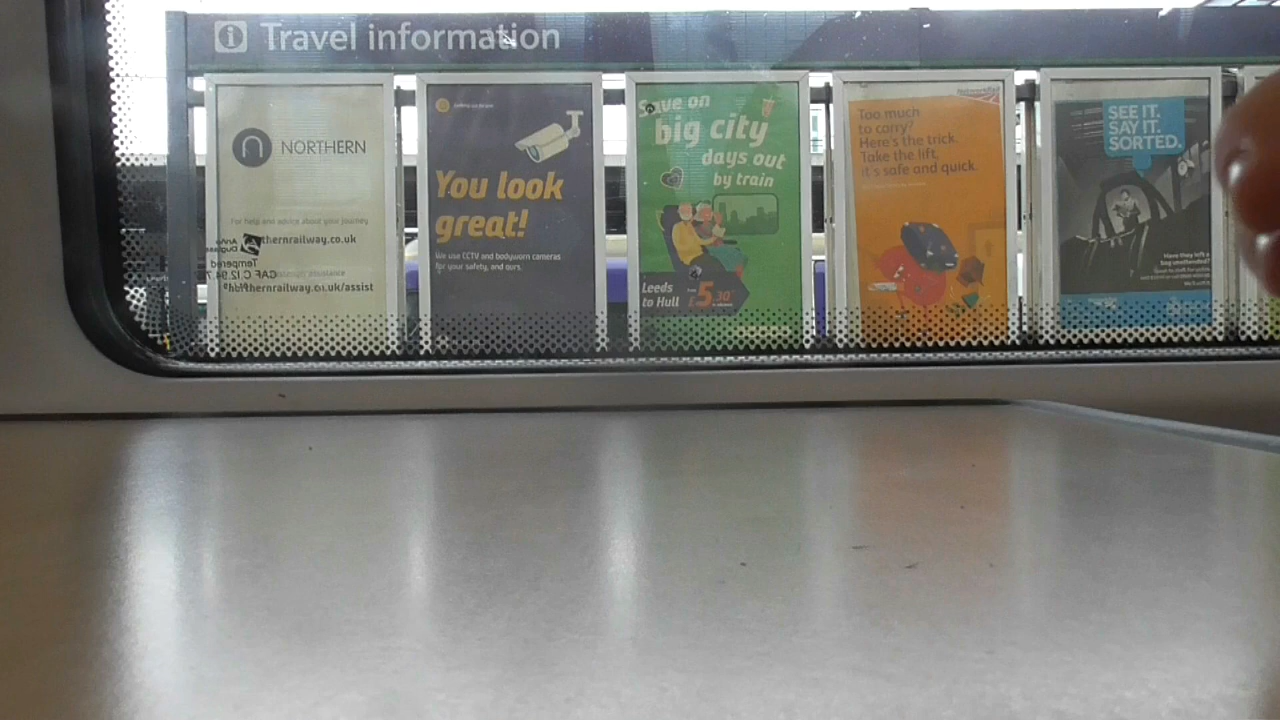 Travel information
NORTHERN
For help and advice about your journey
thernrailway.co.uk
northernrailway.co.uk/assist
Tempered
You look
great!
We use CCTV and bodyworn cameras
for your safety, and ours.
Save on
big city
days out
by train
Leeds
to Hull
£5.30
Too much
to carry?
Here's the trick.
Take the lift,
it's safe and quick.
SEE IT.
SAY IT.
SORTED.
Have they left a
bag unattended?